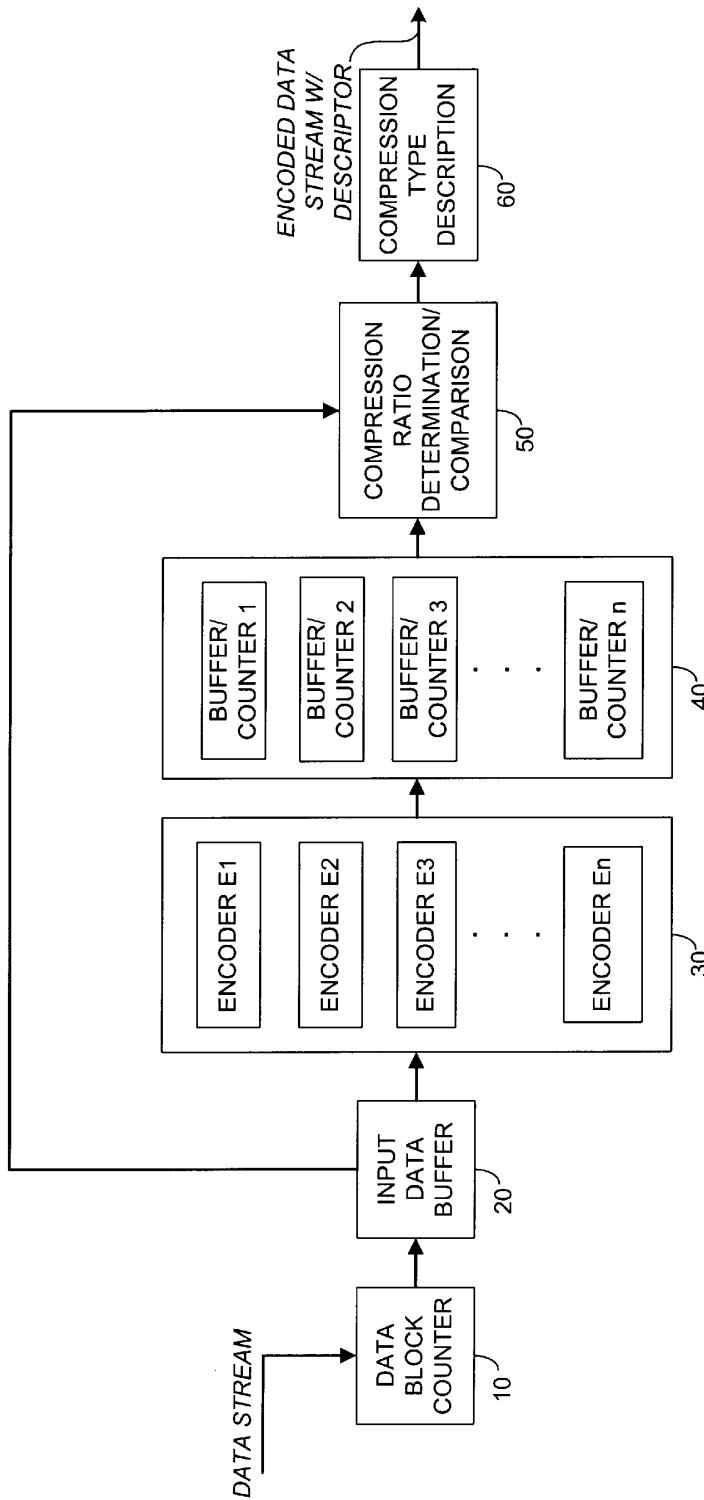 DATA STREAM
DATA
BLOCK
COUNTER
10
INPUT
DATA
BUFFER
20
ENCODER E1
ENCODER E2
ENCODER E3
. . .
ENCODER En
30
BUFFER/
COUNTER 1
BUFFER/
COUNTER 2
BUFFER/
COUNTER 3
. . .
BUFFER/
COUNTER n
40
COMPRESSION
RATIO
DETERMINATION/
COMPARISON
50
COMPRESSION
TYPE
DESCRIPTION
60
ENCODED DATA
STREAM W/
DESCRIPTOR